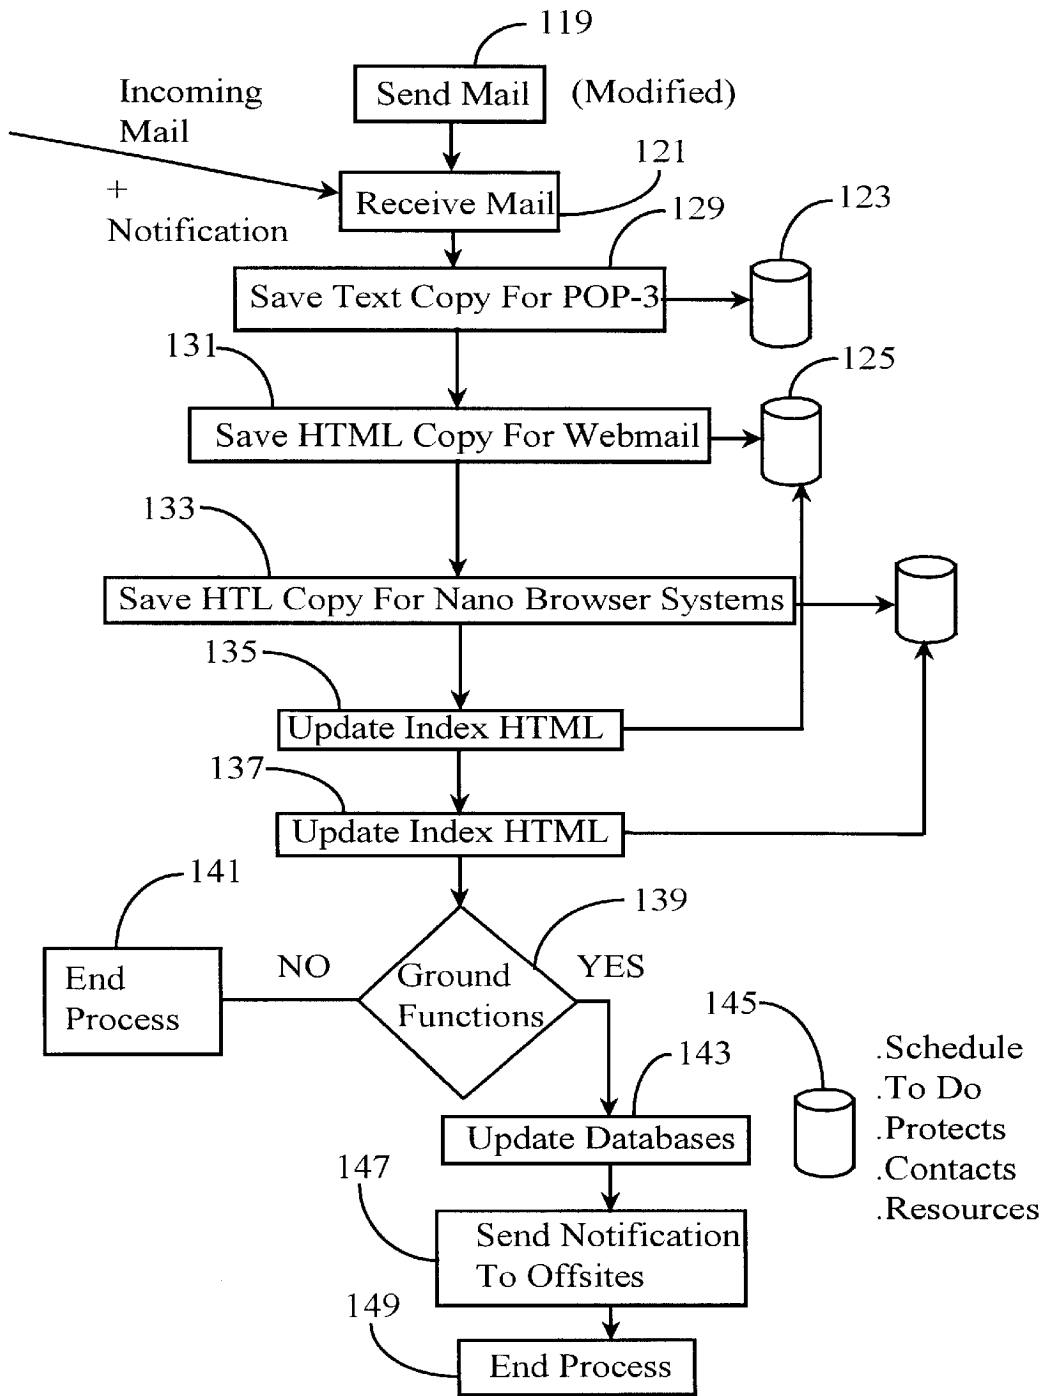 119
Send Mail (Modified)
Incoming
Mail
+
Notification
121
Receive Mail
129
123
Save Text Copy For POP-3
131
125
Save HTML Copy For Webmail
133
Save HTL Copy For Nano Browser Systems
135
Update Index HTML
137
Update Index HTML
141
139
End
Process
NO
Ground
Functions
YES
145
.Schedule
.To Do
.Protects
.Contacts
.Resources
143
Update Databases
147
Send Notification
To Offsites
149
End Process